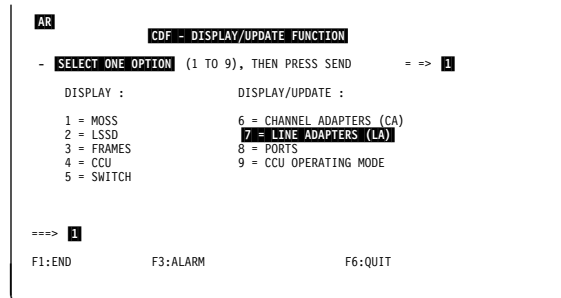 AR
CDF - DISPLAY/UPDATE FUNCTION
- SELECT ONE OPTION (1 TO 9), THEN PRESS SEND = => 1
DISPLAY : DISPLAY/UPDATE :
1 = MOSS 6 = CHANNEL ADAPTERS (CA)
2 = LSSD 7 = LINE ADAPTERS (LA)
3 = FRAMES 8 = PORTS
4 = CCU 9 = CCU OPERATING MODE
5 = SWITCH
===> 1
F1:END F3:ALARM F6:QUIT